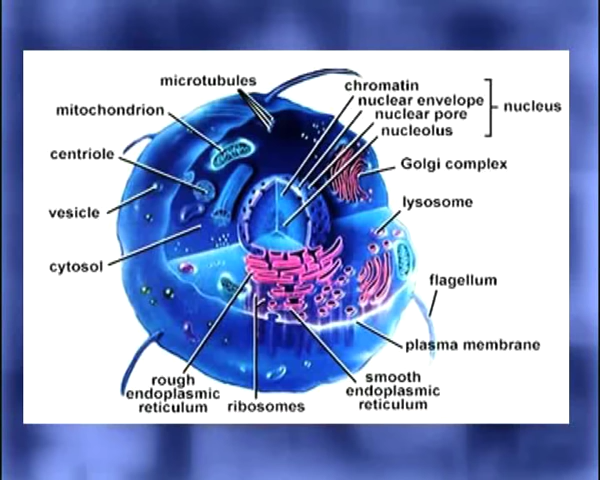 microtubules
mitochondrion
centriole
vesicle
cytosol
chromatin
nuclear envelope
nuclear pore
nucleolus
nucleus
Golgi complex
lysosome
flagellum
plasma membrane
rough
endoplasmic
reticulum
ribosomes
smooth
endoplasmic
reticulum